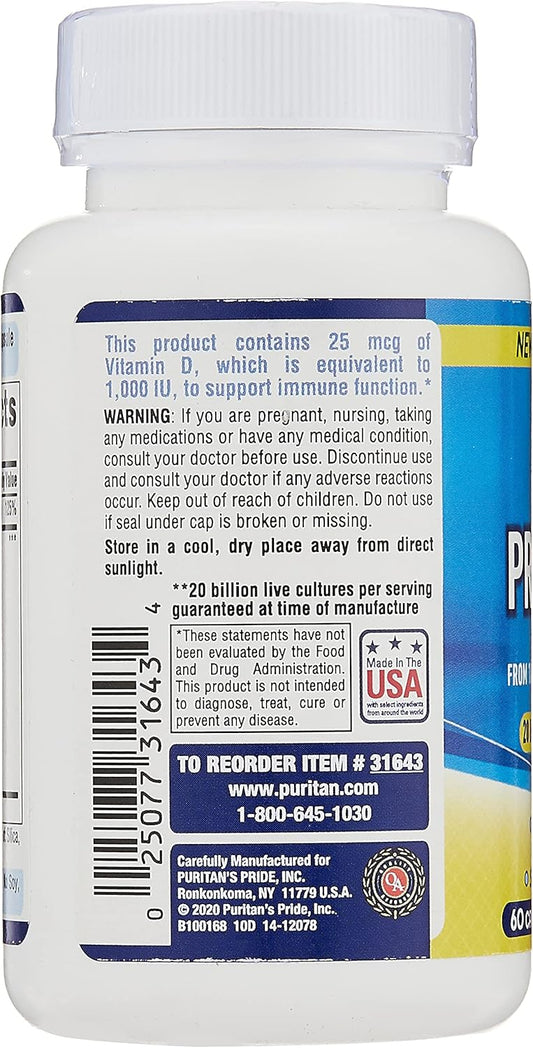 This product contains 25 mcg of
Vitamin D, which is equivalent to
1,000 IU, to support immune function.*
WARNING: If you are pregnant, nursing, taking
any medications or have any medical condition,
consult your doctor before use. Discontinue use
and consult your doctor if any adverse reactions
occur. Keep out of reach of children. Do not use
if seal under cap is broken or missing.
Store in a cool, dry place away from direct
sunlight.
**20 billion live cultures per serving
guaranteed at time of manufacture
*These statements have not
been evaluated by the Food
and Drug Administration.
This product is not intended
to diagnose, treat, cure or
prevent any disease.
Made In The
USA
with select ingredients
from around the world
0 25077 31643 4
TO REORDER ITEM # 31643
www.puritan.com
1-800-645-1030
Carefully Manufactured for
PURITAN'S PRIDE, INC.
Ronkonkoma, NY 11779 U.S.A.
© 2020 Puritan's Pride, Inc.
B100168 10D 14-12078
QA
Value
125%
***
Silica,
Soy,
FROM
60